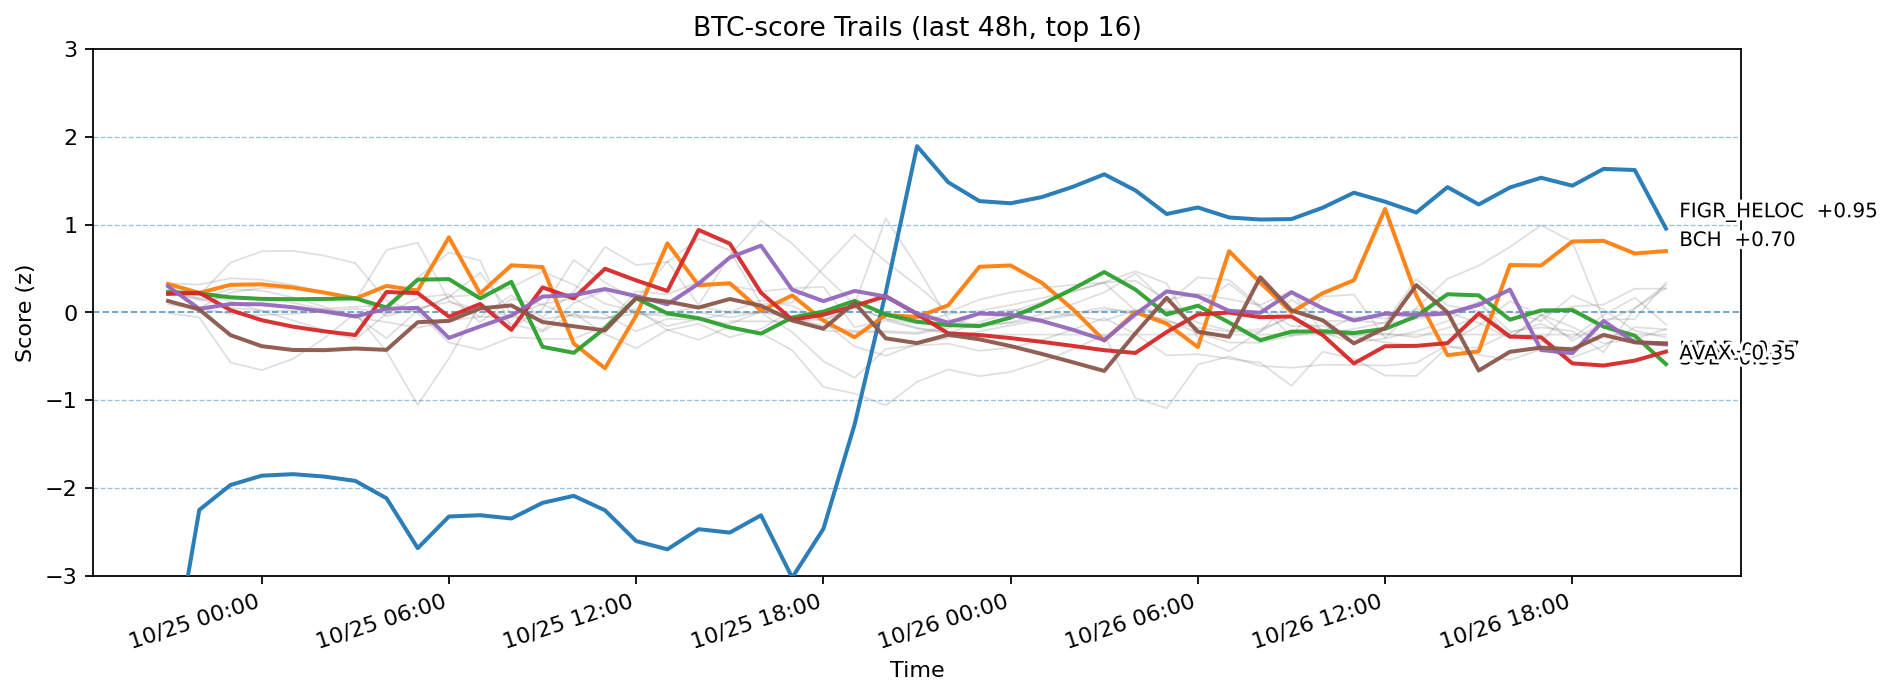 BTC-score Trails (last 48h, top 16)
Score (z)
3
2
1
0
−1
−2
−3
FIGR_HELOC +0.95
BCH +0.70
AVAX -0.35
10/25 00:00
10/25 06:00
10/25 12:00
10/25 18:00
10/26 00:00
10/26 06:00
10/26 12:00
10/26 18:00
Time